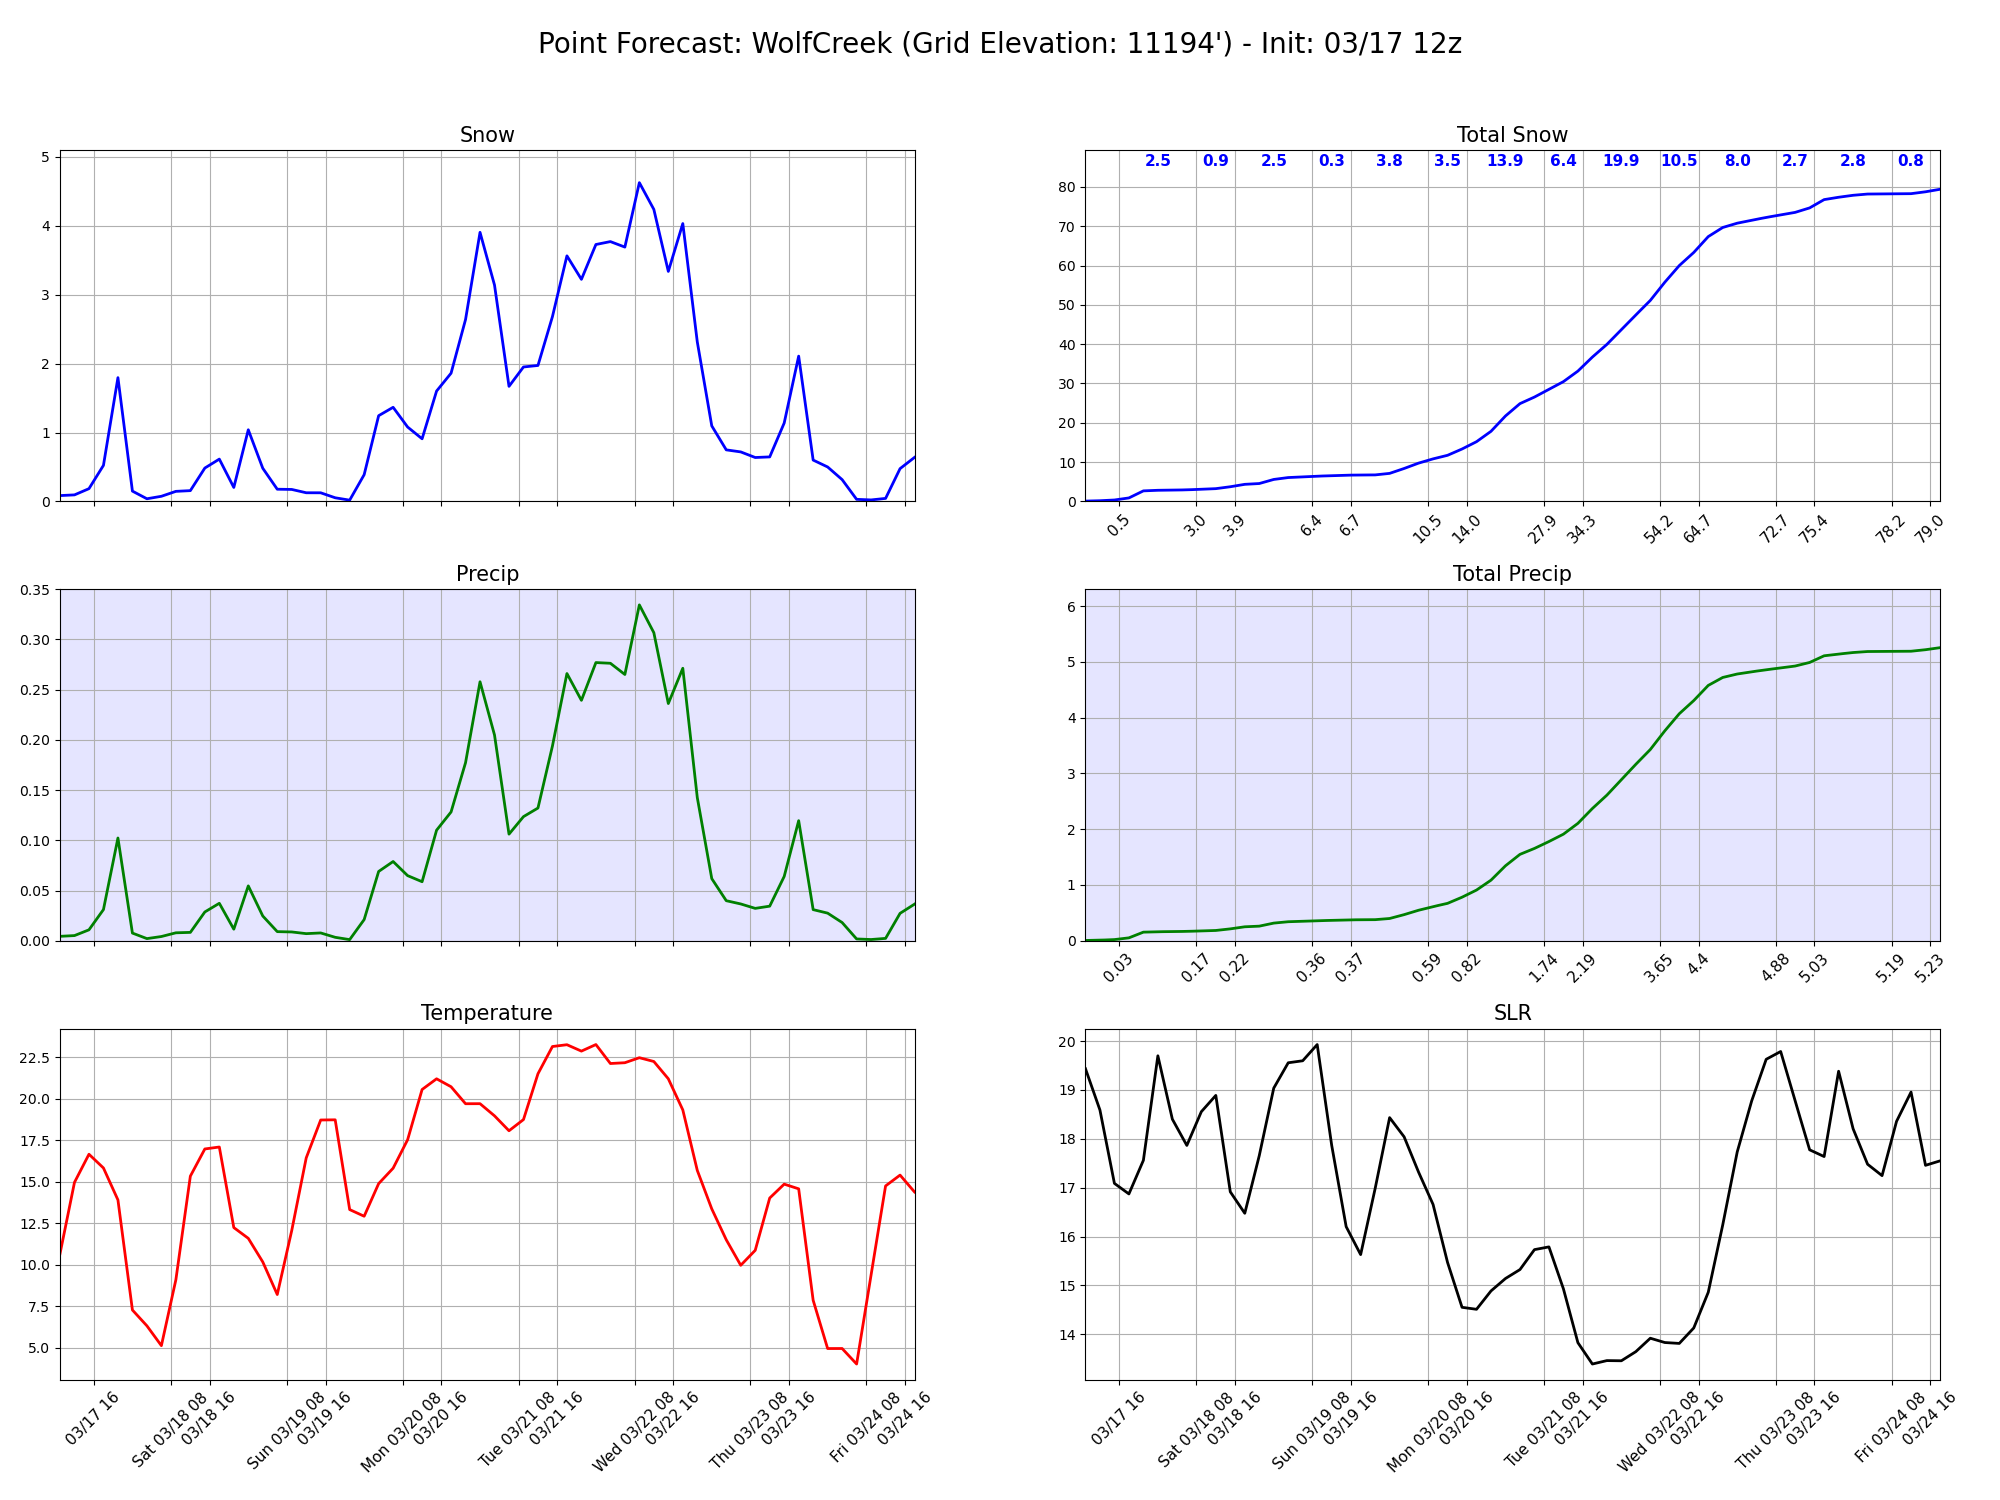 Point Forecast: WolfCreek (Grid Elevation: 11194') - Init: 03/17 12z
Snow
5
4
3
2
1
0
Total Snow
2.5 0.9 2.5 0.3 3.8 3.5 13.9 6.4 19.9 10.5 8.0 2.7 2.8 0.8
80
70
60
50
40
30
20
10
0
0.5 3.0 3.9 6.4 6.7 10.5 14.0 27.9 34.3 54.2 64.7 72.7 75.4 78.2 79.0
Precip
0.35
0.30
0.25
0.20
0.15
0.10
0.05
0.00
Total Precip
6
5
4
3
2
1
0
0.03 0.17 0.22 0.36 0.37 0.59 0.82 1.74 2.19 3.65 4.4 4.88 5.03 5.19 5.23
Temperature
22.5
20.0
17.5
15.0
12.5
10.0
7.5
5.0
03/17 16
Sat 03/18 08
03/18 16
Sun 03/19 08
03/19 16
Mon 03/20 08
03/20 16
Tue 03/21 08
03/21 16
Wed 03/22 08
03/22 16
Thu 03/23 08
03/23 16
Fri 03/24 08
03/24 16
SLR
20
19
18
17
16
15
14
03/17 16
Sat 03/18 08
03/18 16
Sun 03/19 08
03/19 16
Mon 03/20 08
03/20 16
Tue 03/21 08
03/21 16
Wed 03/22 08
03/22 16
Thu 03/23 08
03/23 16
Fri 03/24 08
03/24 16